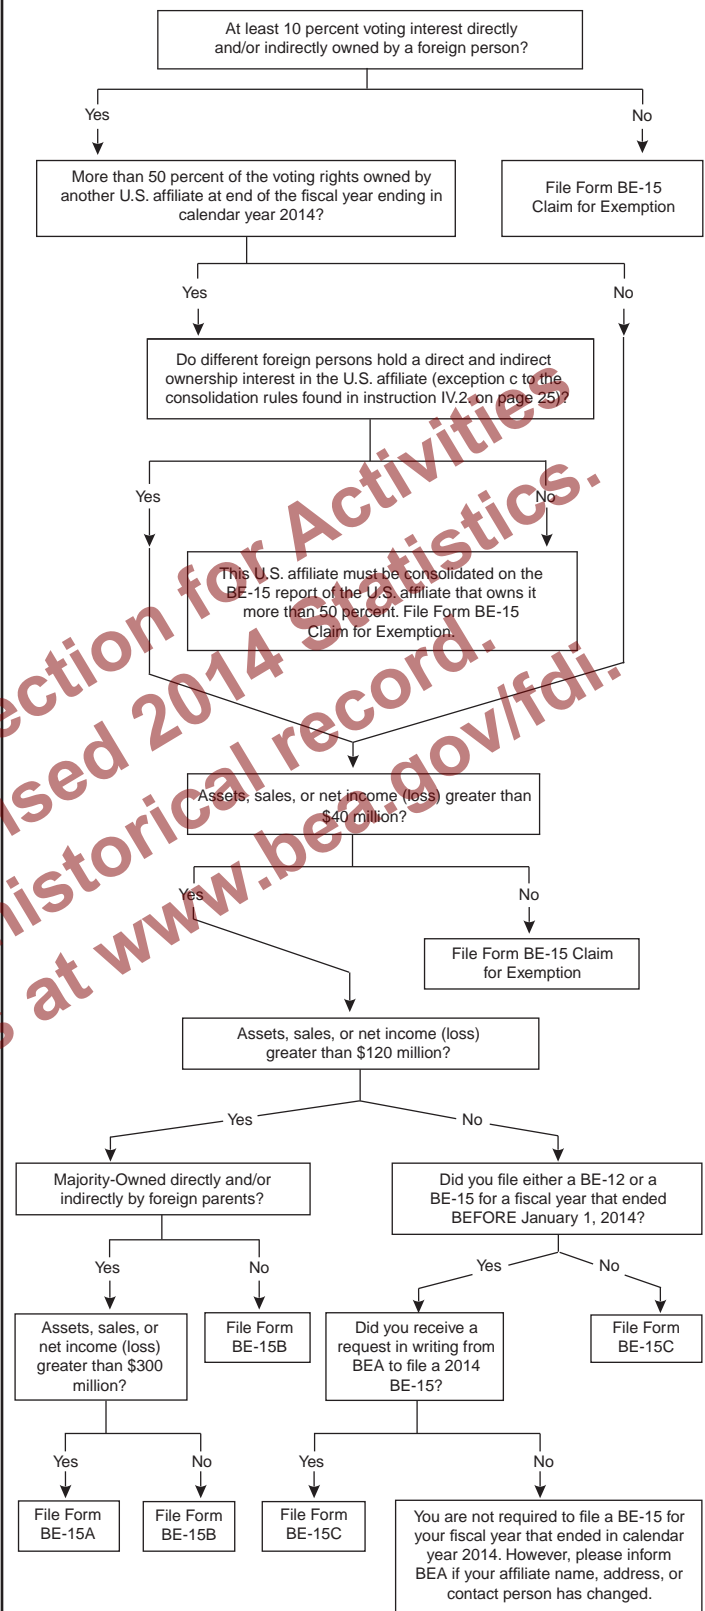 At least 10 percent voting interest directly
and/or indirectly owned by a foreign person?
Yes
No
More than 50 percent of the voting rights owned by
another U.S. affiliate at end of the fiscal year ending in
calendar year 2014?
File Form BE-15
Claim for Exemption
Yes
No
Do different foreign persons hold a direct and indirect
ownership interest in the U.S. affiliate (exception c to the
consolidation rules found in instruction IV.2. on page 25)?
Yes
No
This U.S. affiliate must be consolidated on the
BE-15 report of the U.S. affiliate that owns it
more than 50 percent. File Form BE-15
Claim for Exemption.
Assets, sales, or net income (loss) greater than
$40 million?
Yes
No
File Form BE-15 Claim
for Exemption
Assets, sales, or net income (loss)
greater than $120 million?
Yes
No
Majority-Owned directly and/or
indirectly by foreign parents?
Did you file either a BE-12 or a
BE-15 for a fiscal year that ended
BEFORE January 1, 2014?
Yes
No
Yes
No
Assets, sales, or
net income (loss)
greater than $300
million?
File Form
BE-15B
Did you receive a
request in writing from
BEA to file a 2014
BE-15?
File Form
BE-15C
Yes
No
Yes
No
File Form
BE-15A
File Form
BE-15B
File Form
BE-15C
You are not required to file a BE-15 for
your fiscal year that ended in calendar
year 2014. However, please inform
BEA if your affiliate name, address, or
contact person has changed.
for Activities
2014 Statistics.
historical record.
at www.bea.gov/fdi.